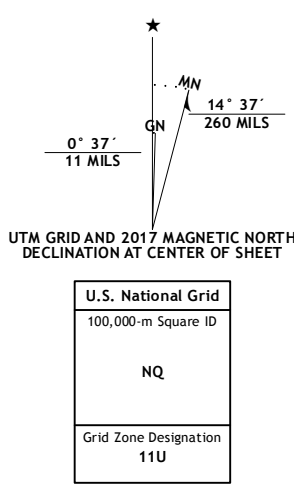 ★
MN
GN
14° 37´
260 MILS
0° 37´
11 MILS
UTM GRID AND 2017 MAGNETIC NORTH
DECLINATION AT CENTER OF SHEET
U.S. National Grid
100,000-m Square ID
NQ
Grid Zone Designation
11U